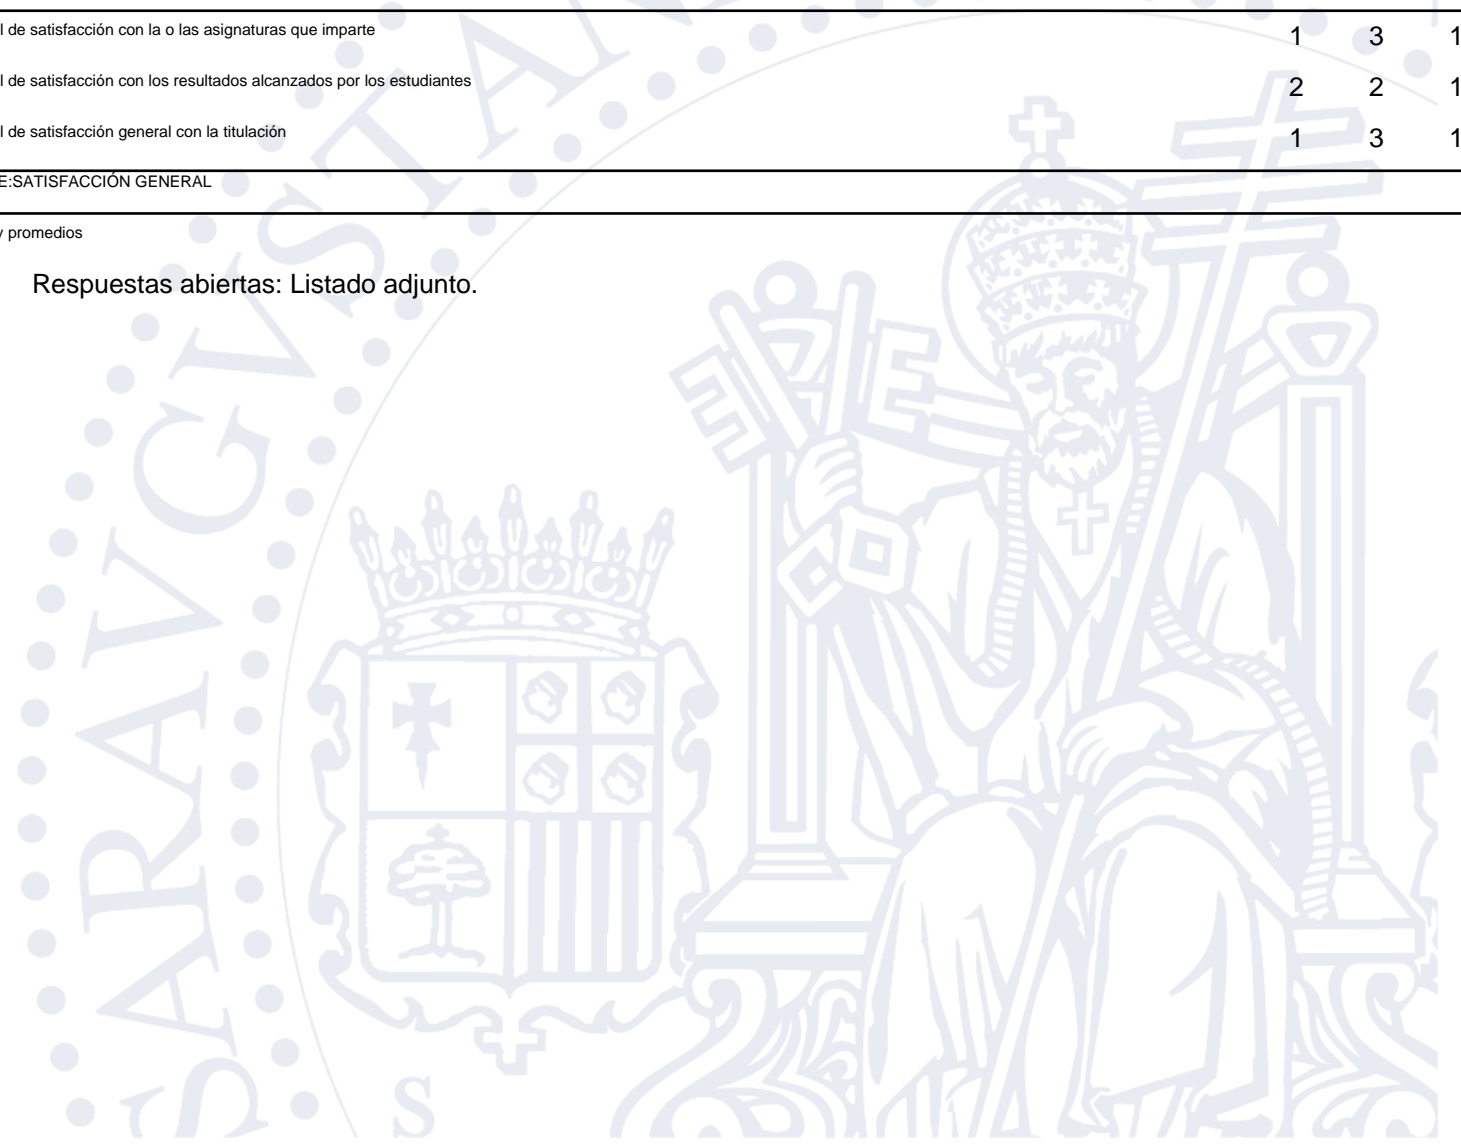 l de satisfacción con la o las asignaturas que imparte 1 3 1
l de satisfacción con los resultados alcanzados por los estudiantes 2 2 1
l de satisfacción general con la titulación 1 3 1
E:SATISFACCIÓN GENERAL
y promedios
Respuestas abiertas: Listado adjunto.
SARAVGVSTAN
S